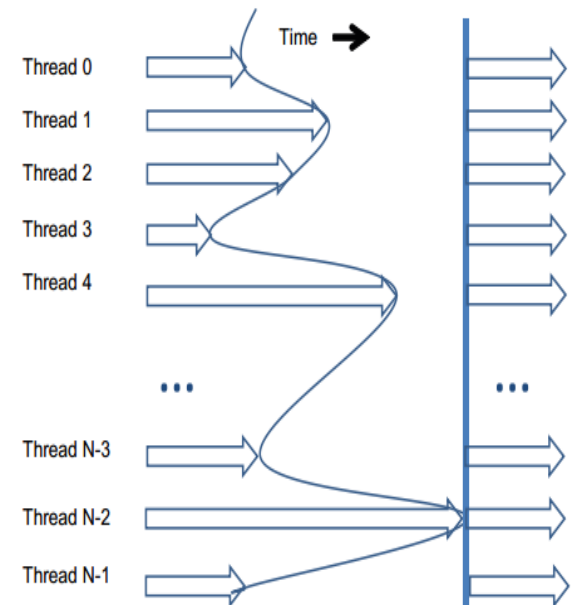 Time
Thread 0
Thread 1
Thread 2
Thread 3
Thread 4
... ...
Thread N-3
Thread N-2
Thread N-1